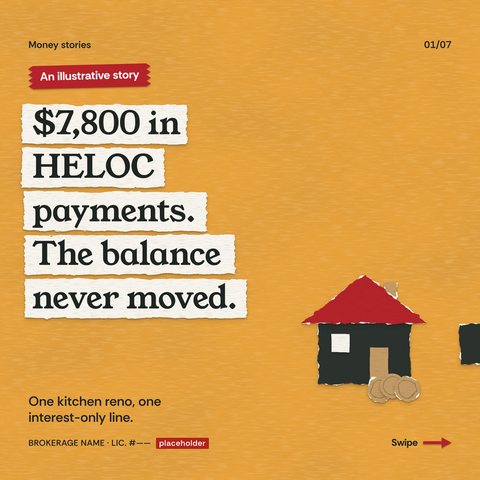 Money stories
01/07
An illustrative story
$7,800 in
HELOC
payments.
The balance
never moved.
One kitchen reno, one
interest-only line.
BROKERAGE NAME · LIC. #—— placeholder
Swipe